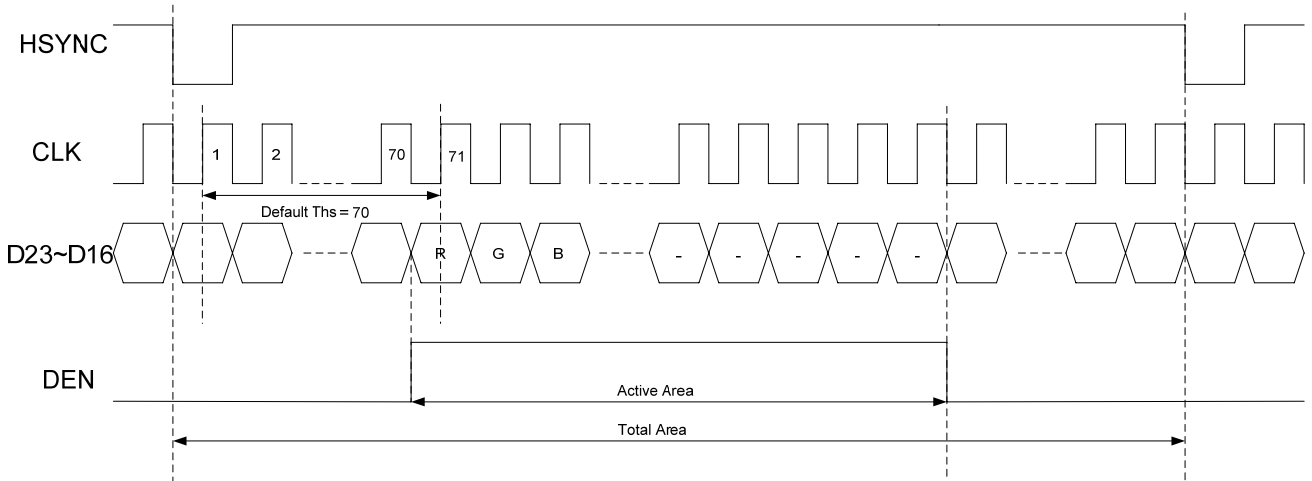 HSYNC
CLK
1 2 70 71
Default Ths = 70
D23~D16
R G B - - - - -
DEN
Active Area
Total Area